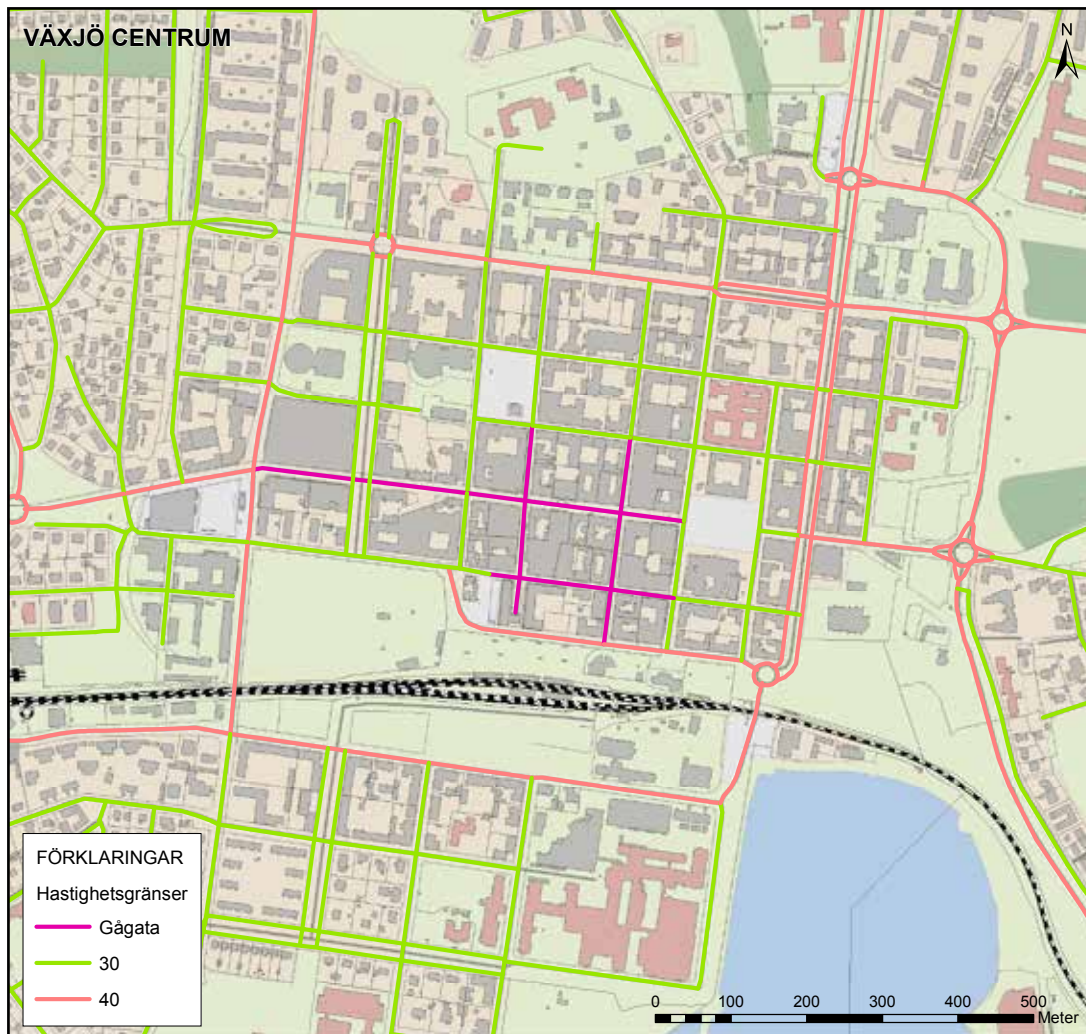 VÄXJÖ CENTRUM
N
FÖRKLARINGAR
Hastighetsgränser
Gågata
30
40
0 100 200 300 400 500
Meter